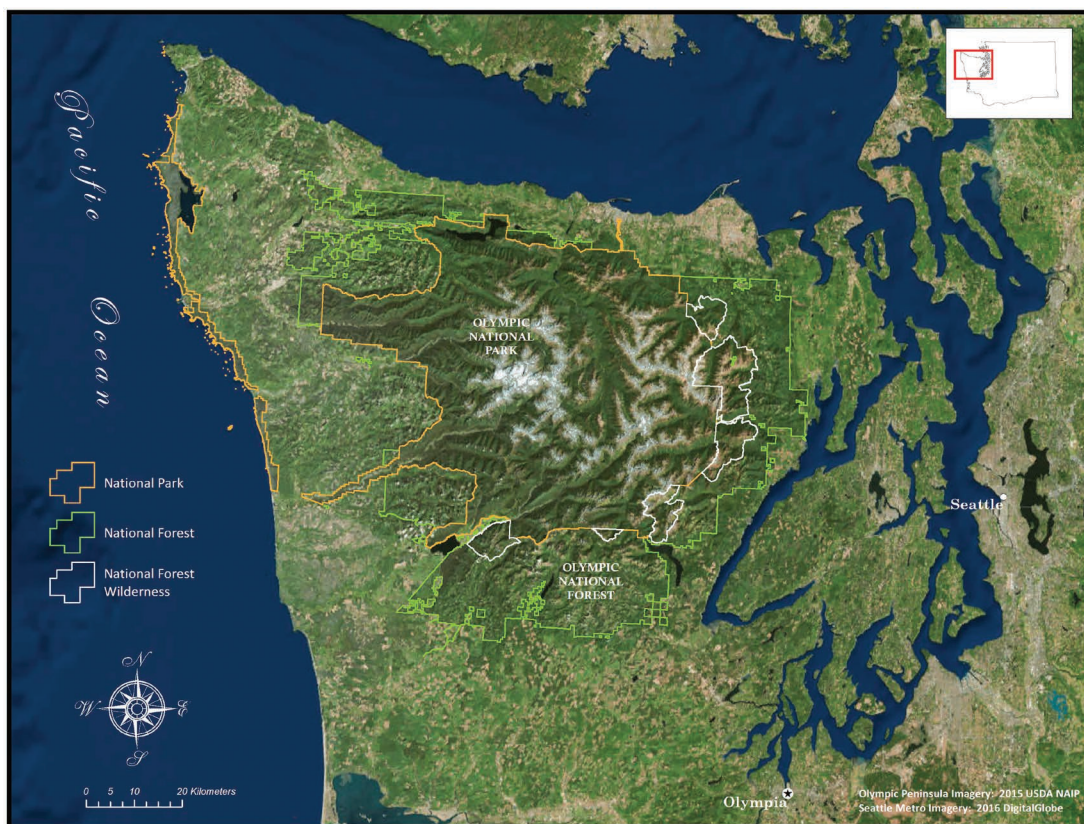 Pacific
Ocean
OLYMPIC
NATIONAL
PARK
National Park
National Forest
National Forest
Wilderness
Seattle
OLYMPIC
NATIONAL
FOREST
N
W
E
S
0 5 10 20 Kilometers
Olympia
Olympic Peninsula Imagery: 2015 USDA NAIP
Seattle Metro Imagery: 2016 DigitalGlobe